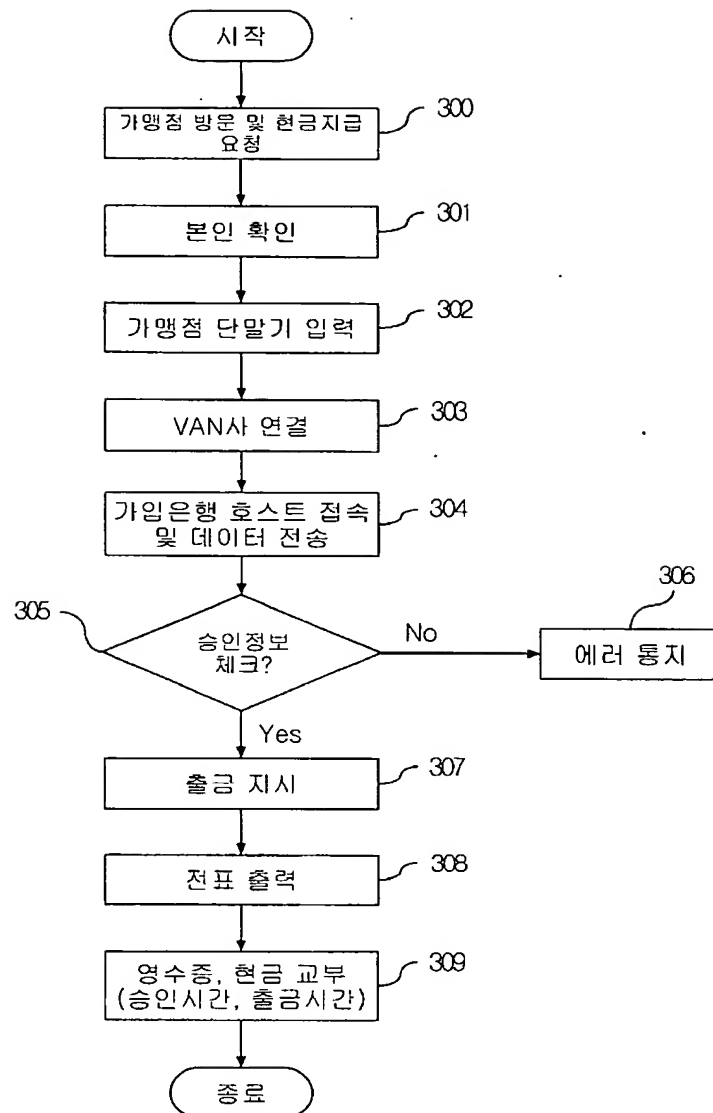 시작
가맹점 방문 및 현금지급
요청
300
본인 확인
301
가맹점 단말기 입력
302
VAN사 연결
303
가입은행 호스트 접속
및 데이터 전송
304
305
승인정보
체크?
No
306
에러 통지
Yes
출금 지시
307
전표 출력
308
영수증, 현금 교부
(승인시간, 출금시간)
309
종료